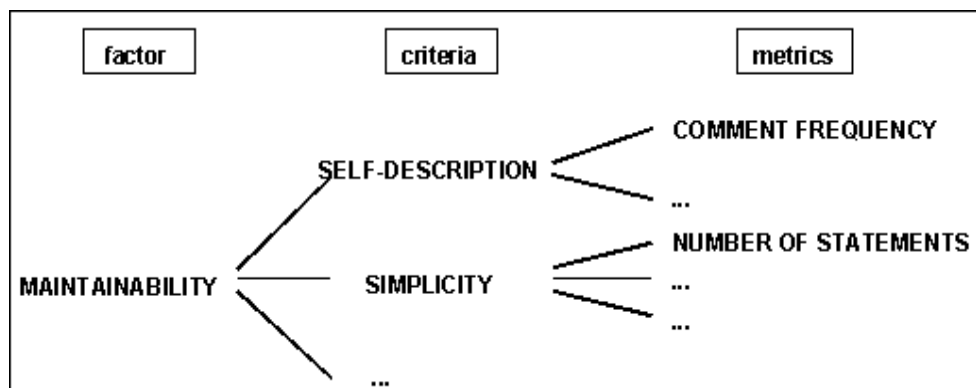 factor criteria metrics
COMMENT FREQUENCY
SELF-DESCRIPTION
...
NUMBER OF STATEMENTS
MAINTAINABILITY SIMPLICITY ...
...
...